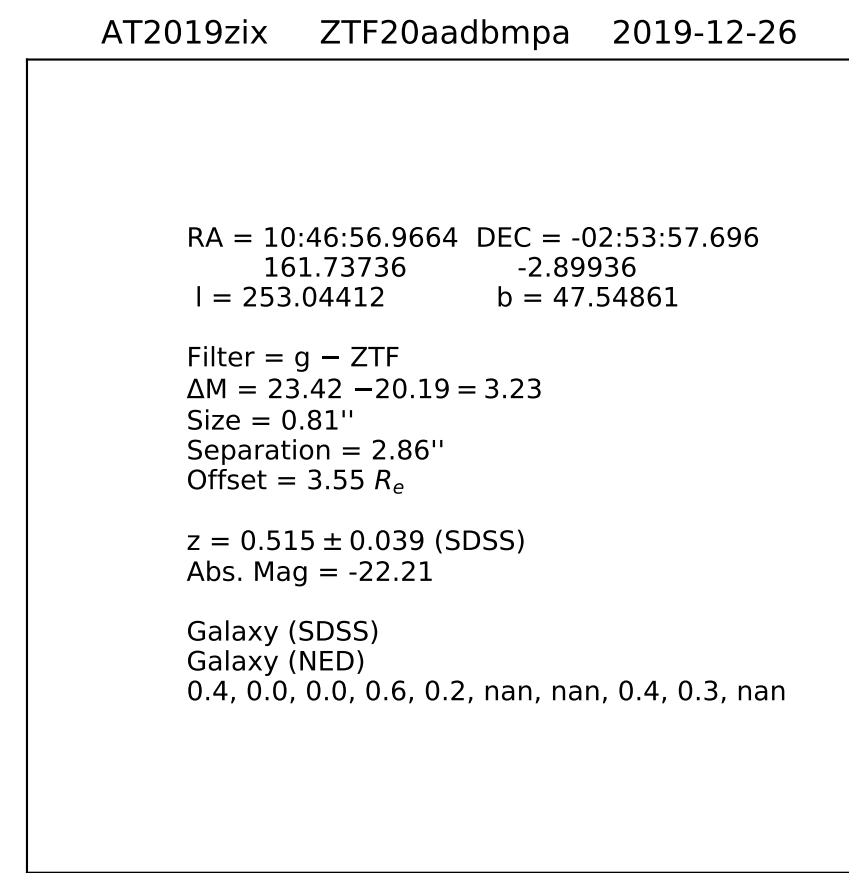 AT2019zix ZTF20aadbmpa 2019-12-26
RA = 10:46:56.9664 DEC = -02:53:57.696
161.73736 -2.89936
l = 253.04412 b = 47.54861
Filter = g − ZTF
ΔM = 23.42 −20.19 = 3.23
Size = 0.81''
Separation = 2.86''
Offset = 3.55 Rₑ
z = 0.515 ± 0.039 (SDSS)
Abs. Mag = -22.21
Galaxy (SDSS)
Galaxy (NED)
0.4, 0.0, 0.0, 0.6, 0.2, nan, nan, 0.4, 0.3, nan